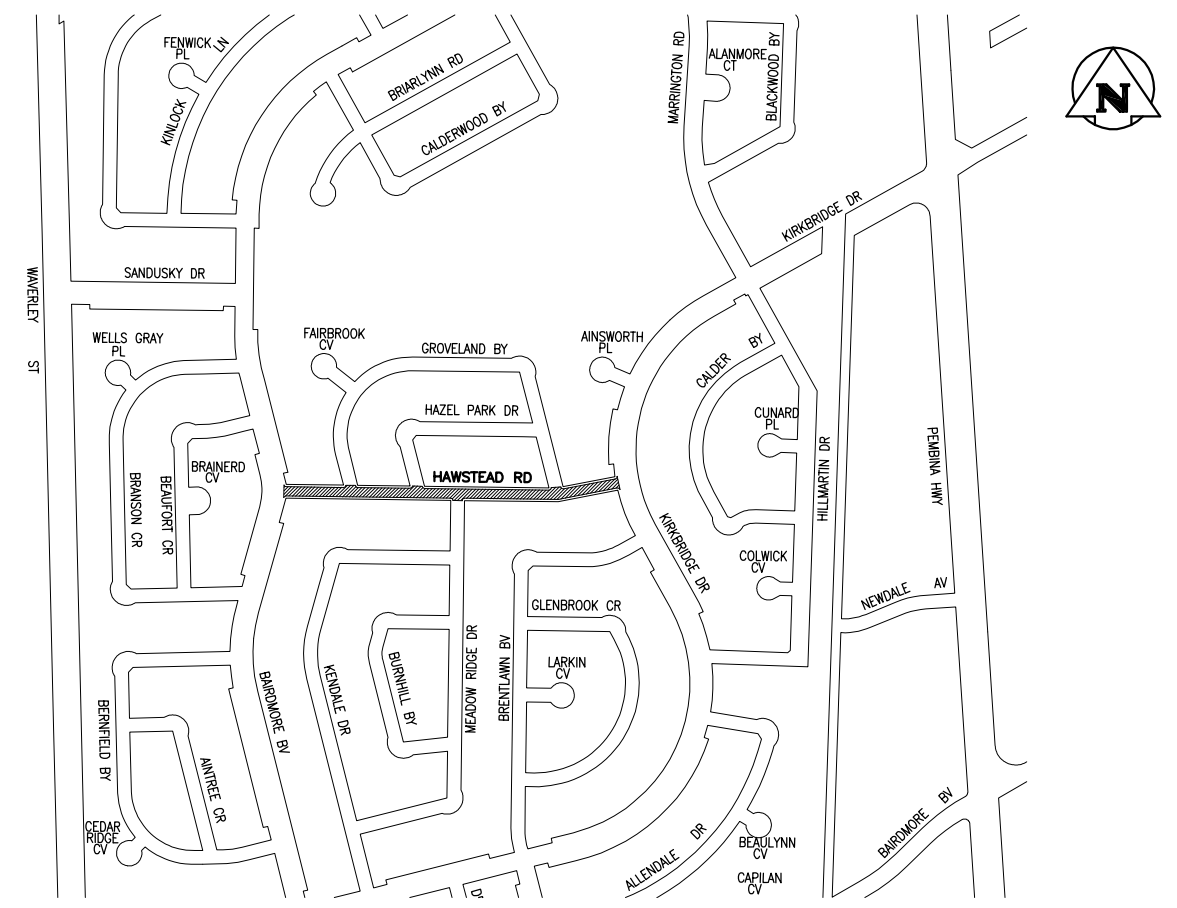 FENWICK
PL
LN
KINLOCK
BRIARLYNN RD
CALDERWOOD BY
MARRINGTON RD
ALANMORE
CT
BLACKWOOD BY
N
KIRKBRIDGE DR
SANDUSKY DR
WAVERLEY ST
WELLS GRAY
PL
FAIRBROOK
CV
GROVELAND BY
AINSWORTH
PL
CALDER BY
HAZEL PARK DR
CUNARD
PL
BRAINERD
CV
HAWSTEAD RD
BRANSON CR
BEAUFORT CR
HILLMARTIN DR
PEMBINA HWY
KIRKBRIDGE DR
COLWICK
CV
NEWDALE AV
GLENBROOK CR
LARKIN
CV
BURNHILL BY
MEADOW RIDGE DR
BRENTLAWN BV
KENDALE DR
BAIRDMORE BV
BERNFIELD BY
AINTREE CR
CEDAR
RIDGE
CV
ALLENDALE DR
BEAULYNN
CV
CAPILAN
CV
BAIRDMORE BV